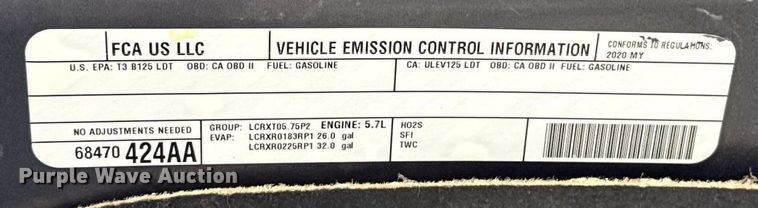 FCA US LLC
VEHICLE EMISSION CONTROL INFORMATION
CONFORMS TO REGULATIONS:
2020 MY
U.S. EPA: T3 B125 LDT OBD: CA OBD II FUEL: GASOLINE
CA: ULEV125 LDT OBD: CA OBD II FUEL: GASOLINE
NO ADJUSTMENTS NEEDED
68470 424AA
GROUP: LCRXT05.75P2 ENGINE: 5.7L
EVAP: LCRXR0183RP1 26.0 gal
LCRXR0225RP1 32.0 gal
HO2S
SFI
TWC
Purple Wave Auction